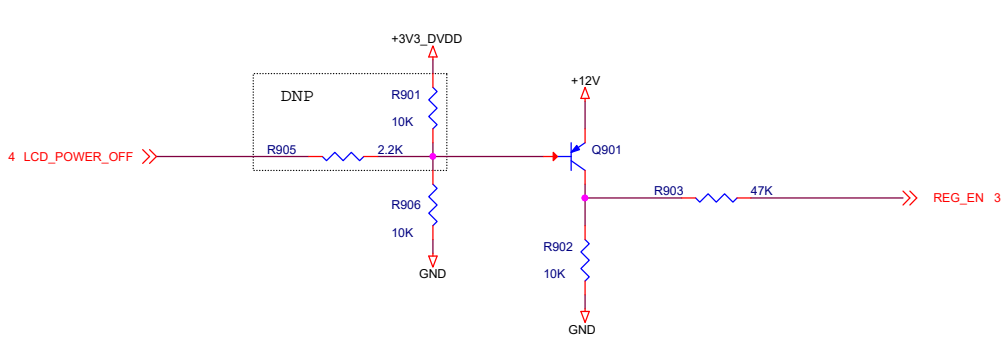 +3V3_DVDD
+12V
DNP
R901
10K
4 LCD_POWER_OFF
R905
2.2K
Q901
R906
10K
R903
47K
REG_EN 3
R902
10K
GND
GND